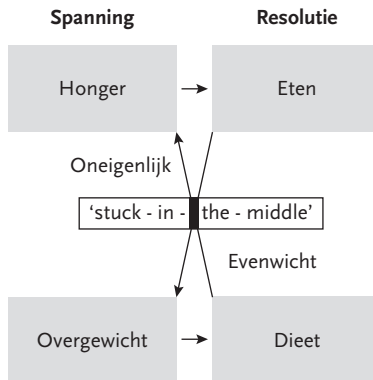 Spanning Resolutie
Honger Eten
Oneigenlijk
‘stuck - in - the - middle’
Evenwicht
Overgewicht Dieet